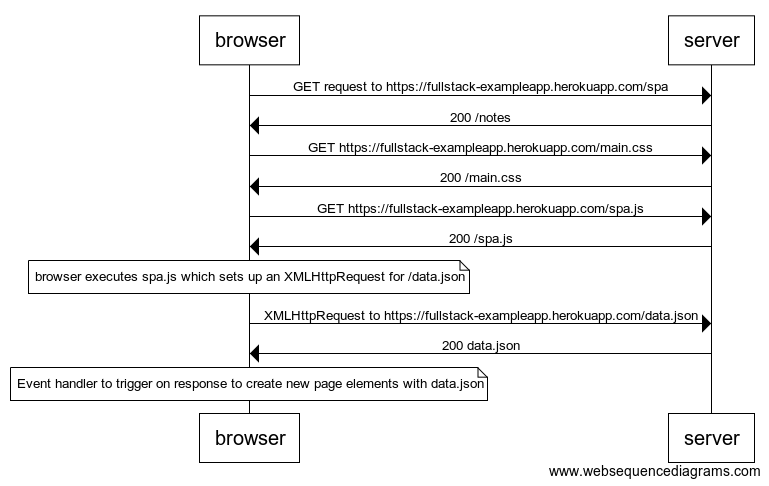 browser
server
GET request to https://fullstack-exampleapp.herokuapp.com/spa
200 /notes
GET https://fullstack-exampleapp.herokuapp.com/main.css
200 /main.css
GET https://fullstack-exampleapp.herokuapp.com/spa.js
200 /spa.js
browser executes spa.js which sets up an XMLHttpRequest for /data.json
XMLHttpRequest to https://fullstack-exampleapp.herokuapp.com/data.json
200 data.json
Event handler to trigger on response to create new page elements with data.json
browser
server
www.websequencediagrams.com